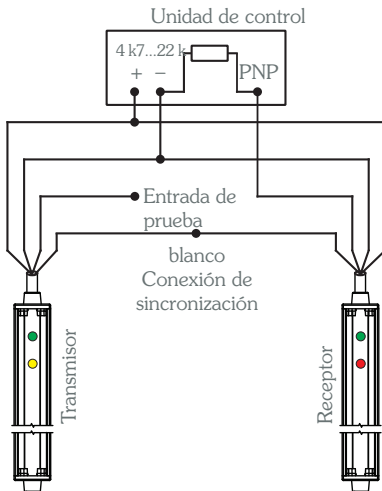 Unidad de control
4 k7...22 k
+ − PNP
Entrada de
prueba
blanco
Conexión de
sincronización
Transmisor
Receptor